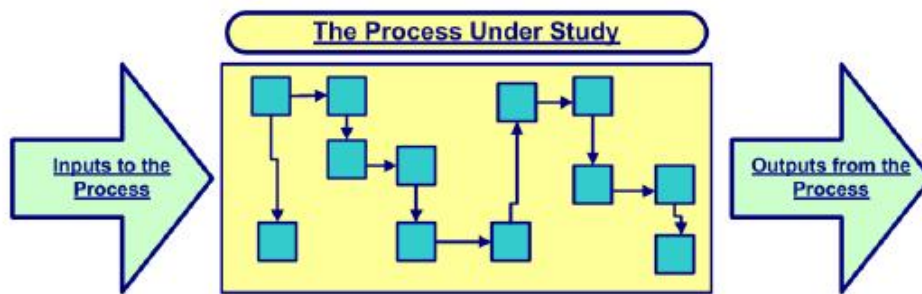 The Process Under Study
Inputs to the
Process
Outputs from the
Process